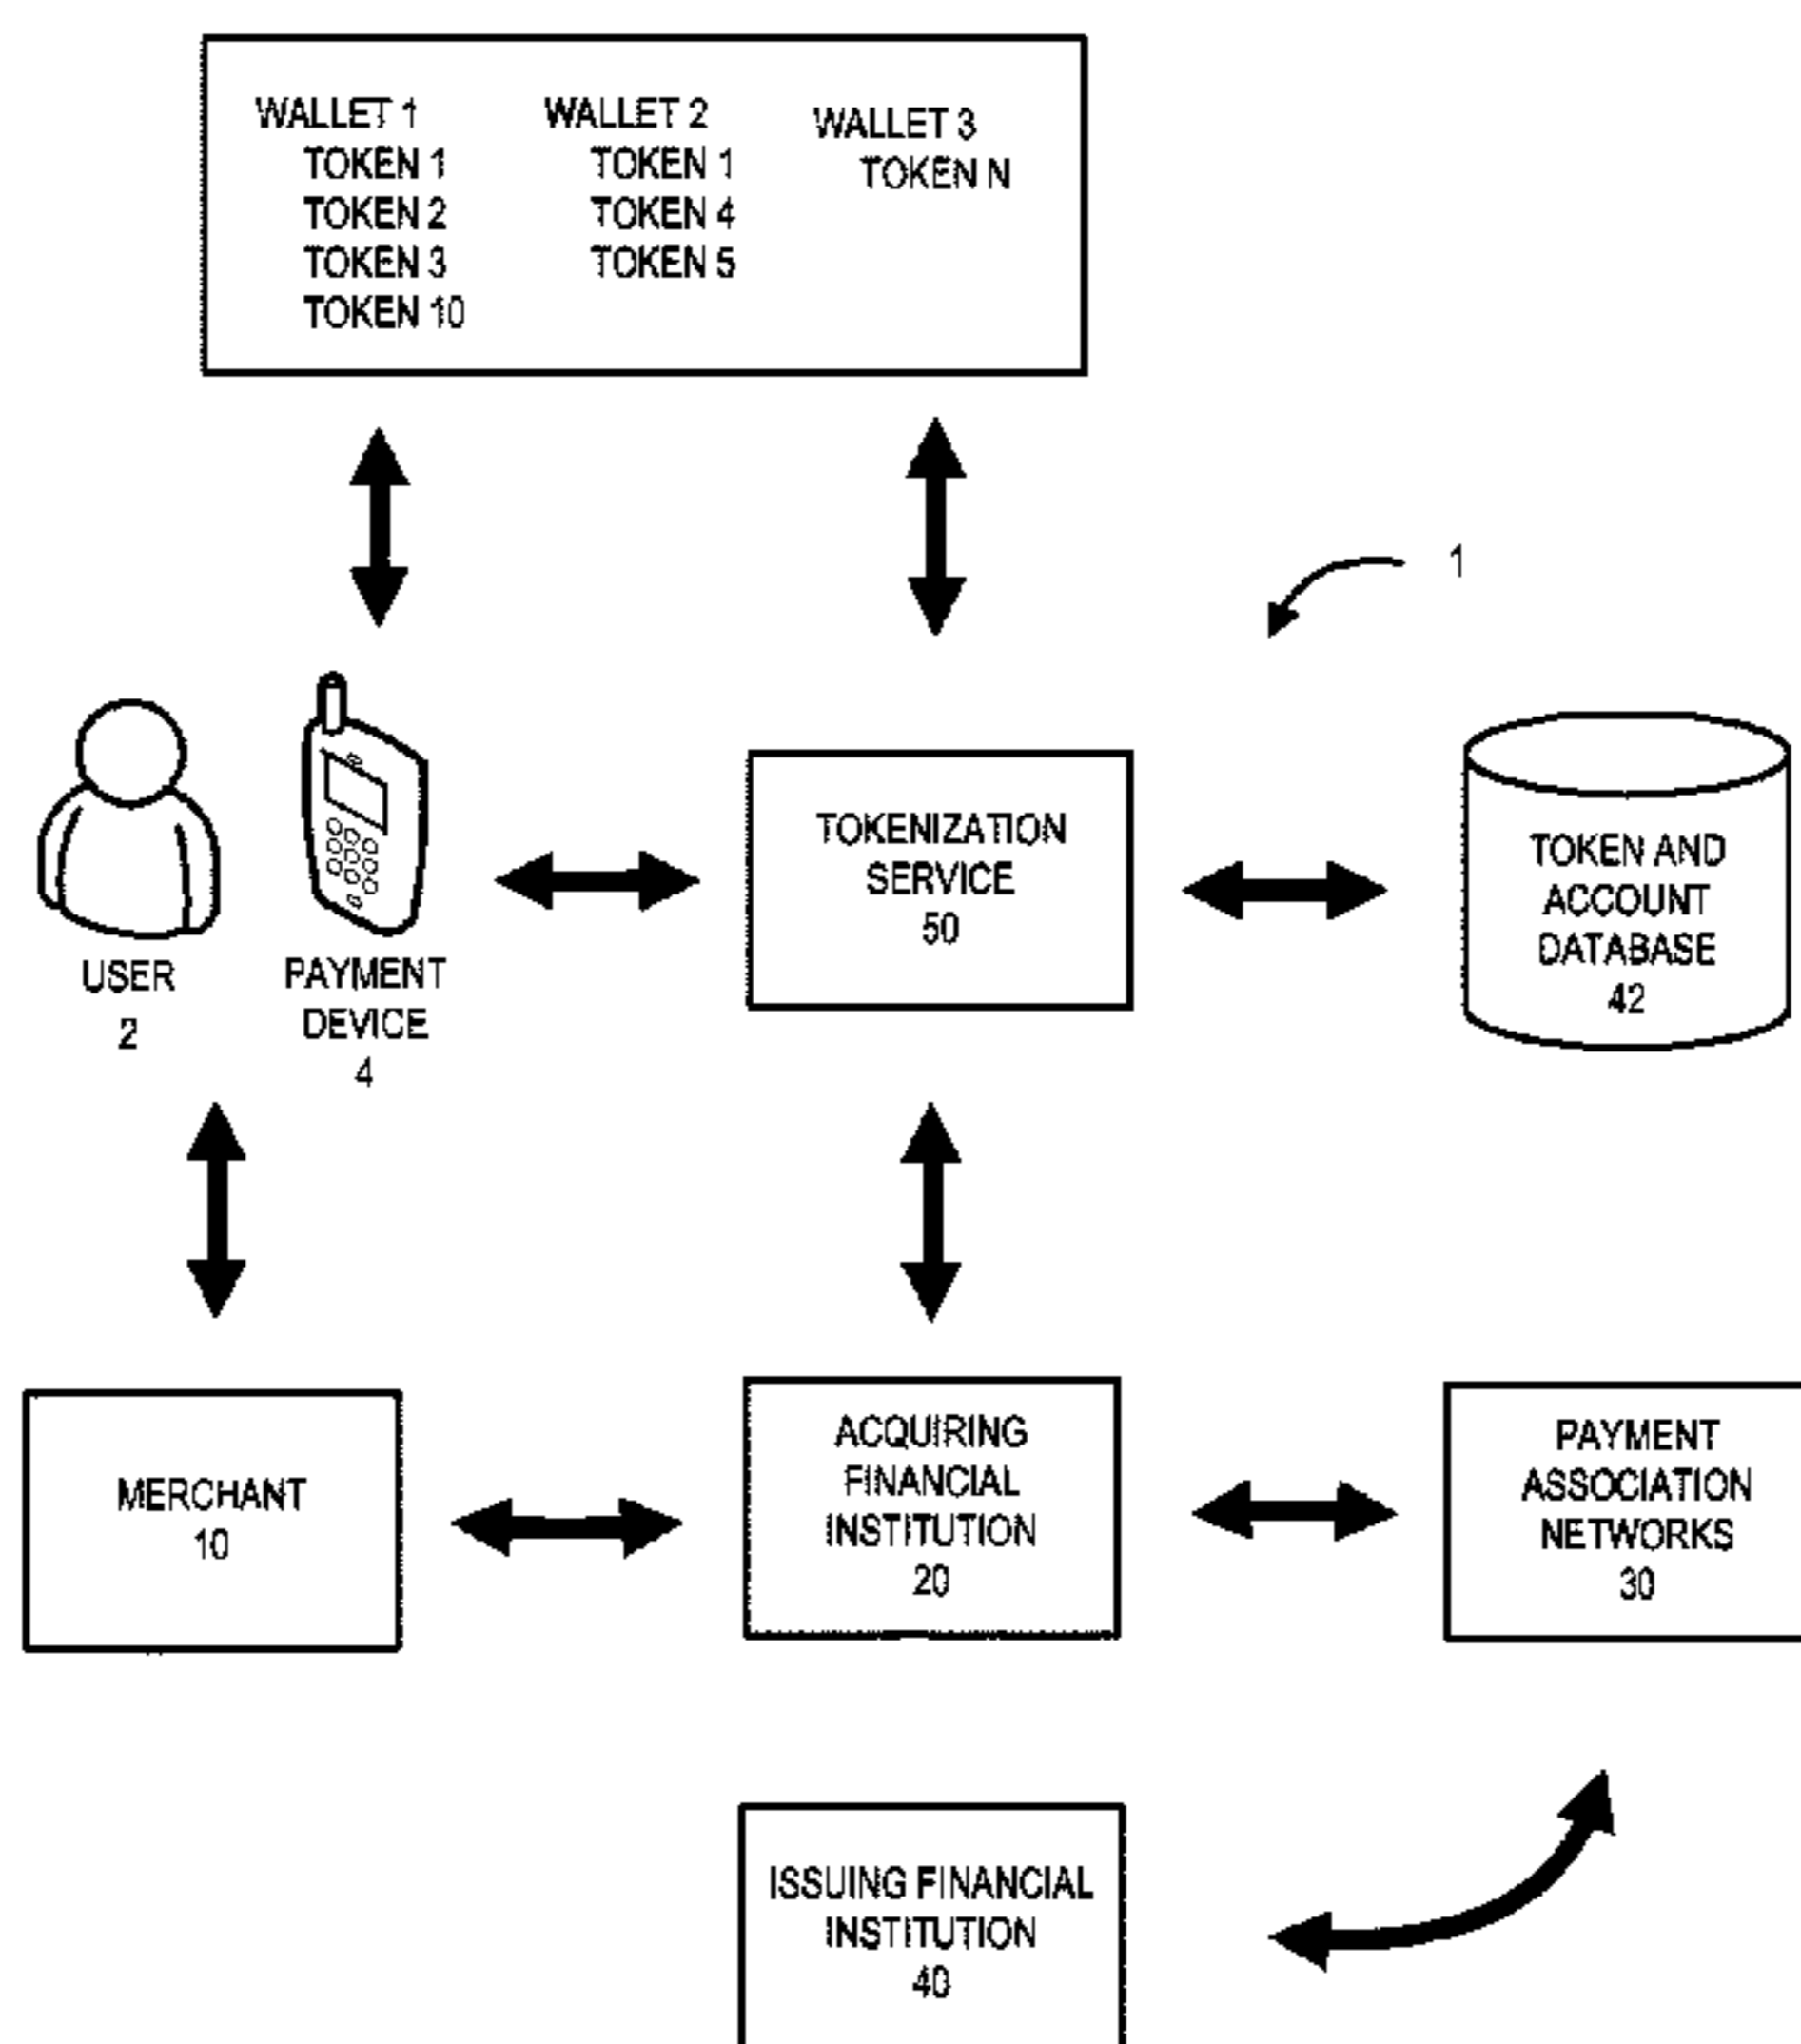 WALLET 1
TOKEN 1
TOKEN 2
TOKEN 3
TOKEN 10
WALLET 2
TOKEN 1
TOKEN 4
TOKEN 5
WALLET 3
TOKEN N
1
USER
2
PAYMENT
DEVICE
4
TOKENIZATION
SERVICE
50
TOKEN AND
ACCOUNT
DATABASE
42
MERCHANT
10
ACQUIRING
FINANCIAL
INSTITUTION
20
PAYMENT
ASSOCIATION
NETWORKS
30
ISSUING FINANCIAL
INSTITUTION
40